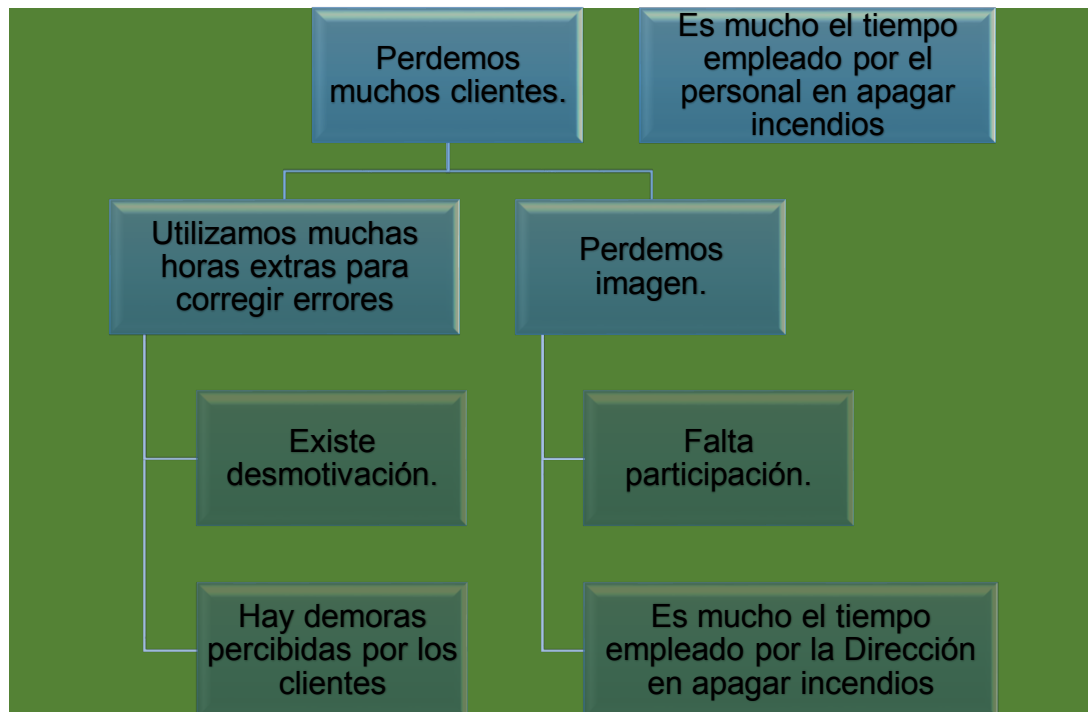 Perdemos
muchos clientes.
Es mucho el tiempo
empleado por el
personal en apagar
incendios
Utilizamos muchas
horas extras para
corregir errores
Perdemos
imagen.
Existe
desmotivación.
Falta
participación.
Hay demoras
percibidas por los
clientes
Es mucho el tiempo
empleado por la Dirección
en apagar incendios